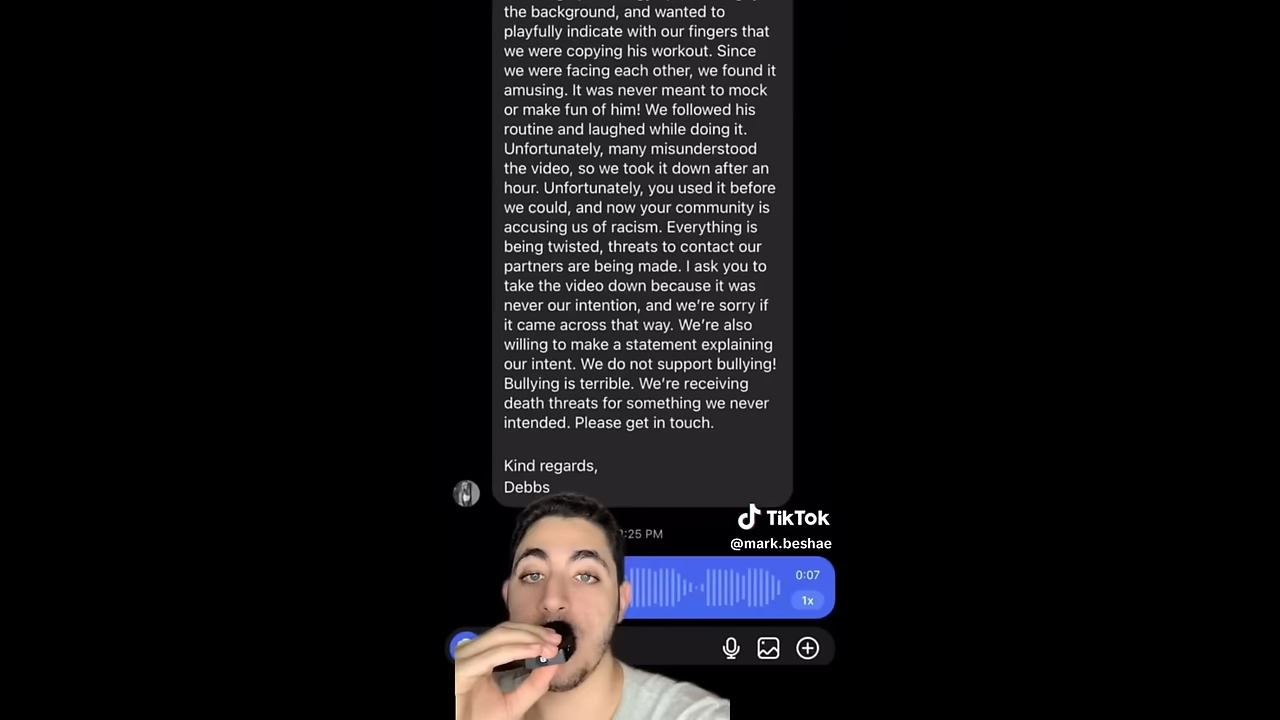 the background, and wanted to
playfully indicate with our fingers that
we were copying his workout. Since
we were facing each other, we found it
amusing. It was never meant to mock
or make fun of him! We followed his
routine and laughed while doing it.
Unfortunately, many misunderstood
the video, so we took it down after an
hour. Unfortunately, you used it before
we could, and now your community is
accusing us of racism. Everything is
being twisted, threats to contact our
partners are being made. I ask you to
take the video down because it was
never our intention, and we’re sorry if
it came across that way. We’re also
willing to make a statement explaining
our intent. We do not support bullying!
Bullying is terrible. We’re receiving
death threats for something we never
intended. Please get in touch.
Kind regards,
Debbs
TikTok
:25 PM
@mark.beshae
0:07
1x